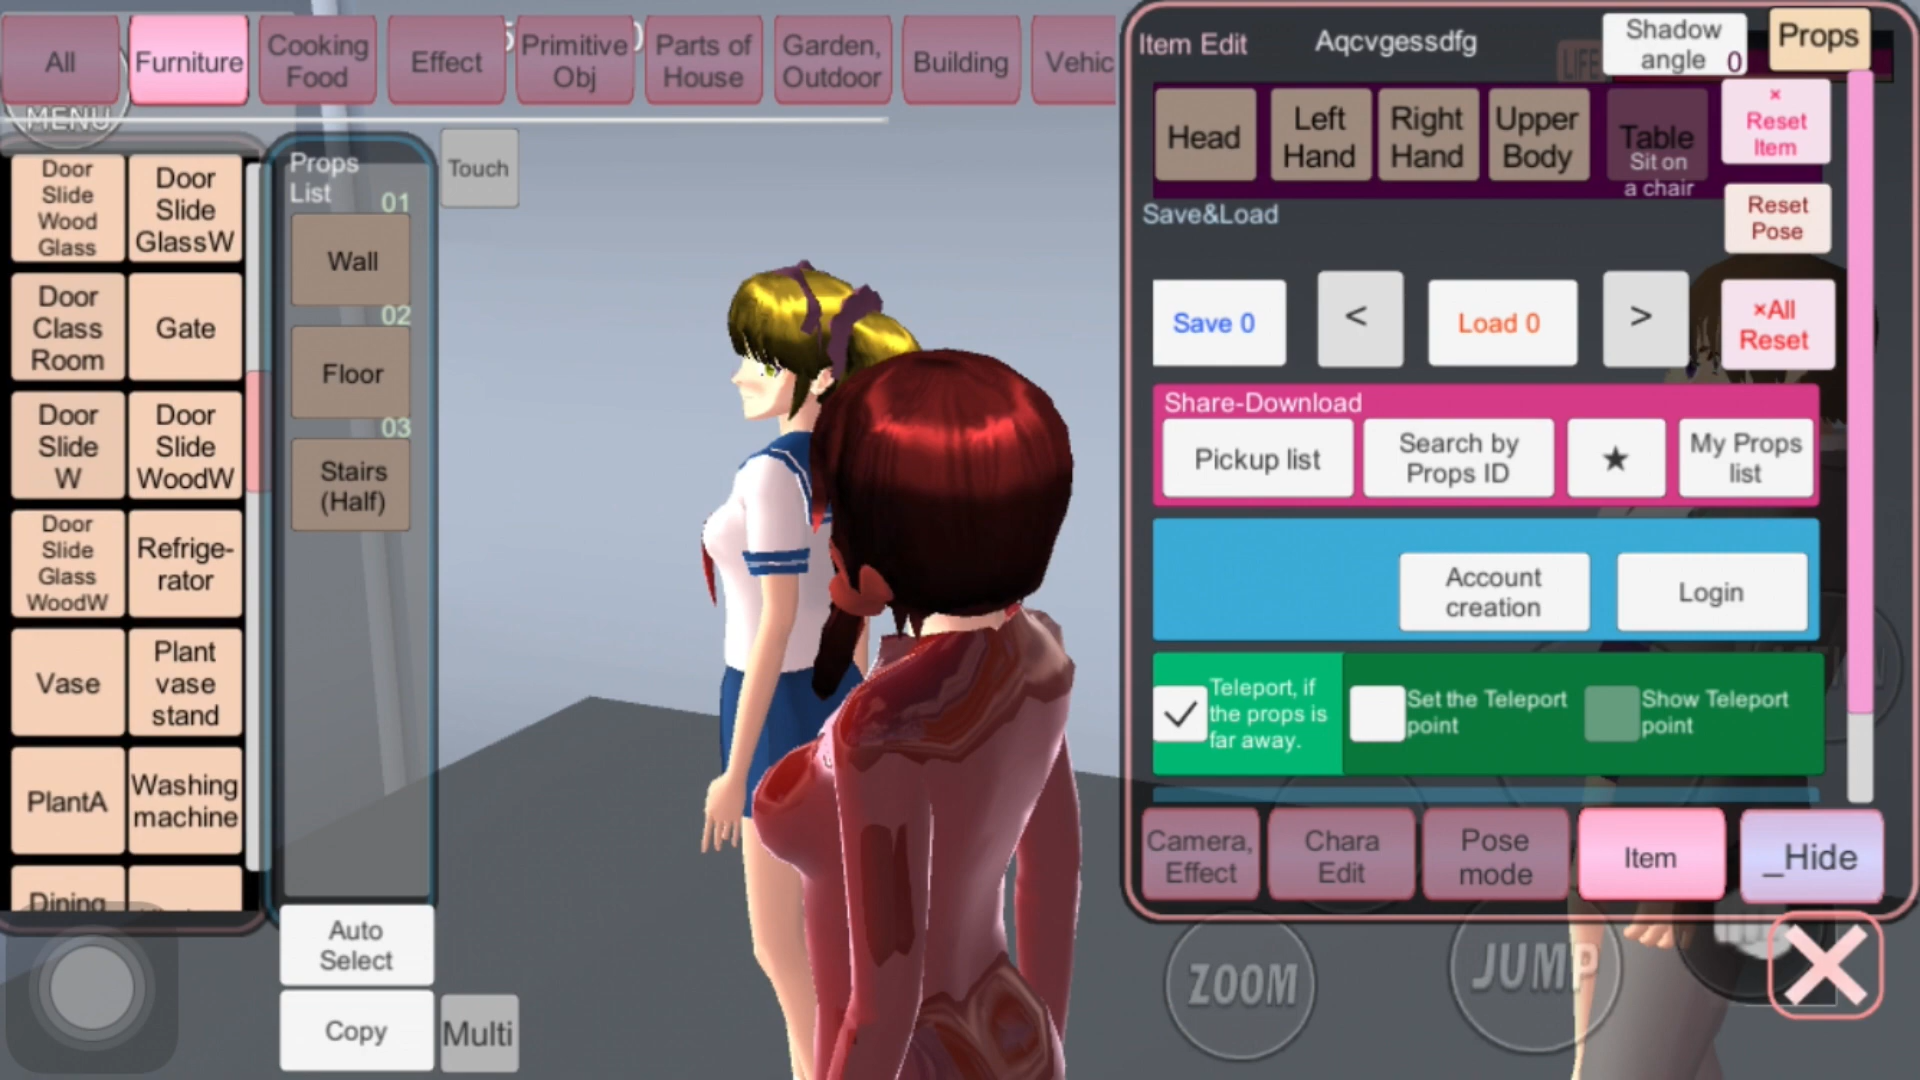 All
Furniture
Cooking
Food
Effect
Primitive
Obj
Parts of
House
Garden,
Outdoor
Building
Vehic
MENU
Door
Slide
Wood
Glass
Door
Slide
GlassW
Door
Class
Room
Gate
Door
Slide
W
Door
Slide
WoodW
Door
Slide
Glass
WoodW
Refrige-
rator
Vase
Plant
vase
stand
PlantA
Washing
machine
Dining
Props
List
01
Wall
02
Floor
03
Stairs
(Half)
Auto
Select
Copy
Touch
Multi
Item Edit
Aqcvgessdfg
LIFE
Shadow
angle 0
Props
Head
Left
Hand
Right
Hand
Upper
Body
Table
Sit on
a chair
×
Reset
Item
Reset
Pose
Save&Load
Save 0
<
Load 0
>
×All
Reset
Share-Download
Pickup list
Search by
Props ID
★
My Props
list
Account
creation
Login
Teleport, if
the props is
far away.
Set the Teleport
point
Show Teleport
point
Camera,
Effect
Chara
Edit
Pose
mode
Item
_Hide
ZOOM
JUMP